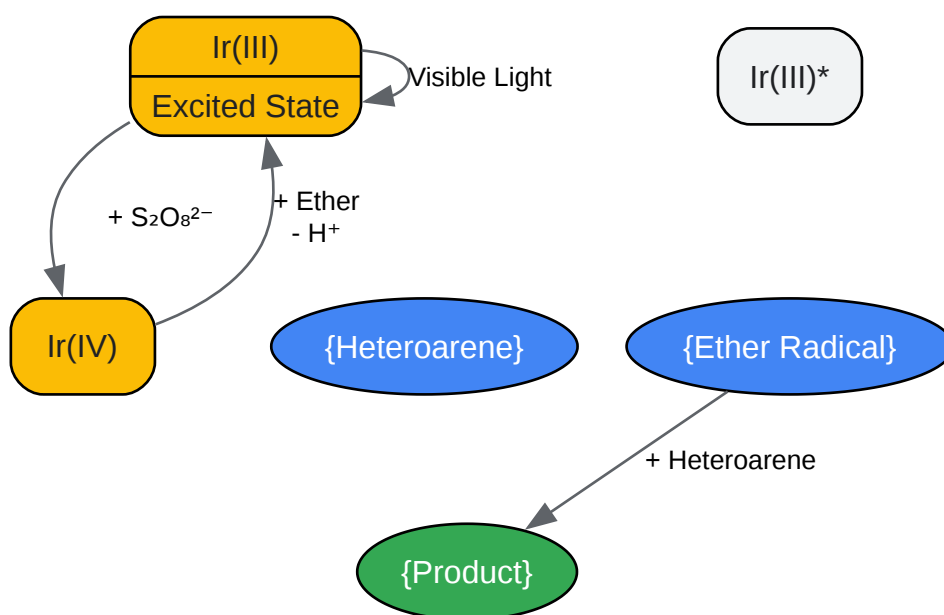 Ir(III)
Excited State
Visible Light
Ir(III)*
+ S₂O₈²⁻
+ Ether
- H⁺
Ir(IV)
{Heteroarene}
{Ether Radical}
+ Heteroarene
{Product}